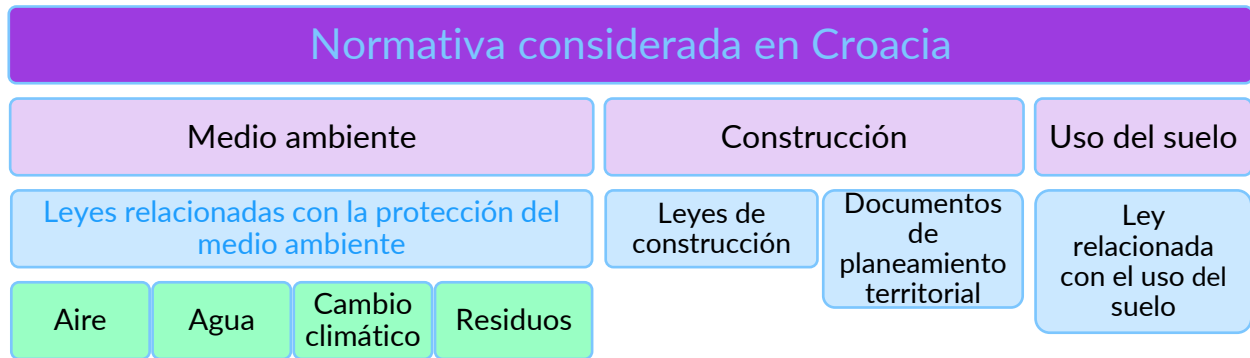 Normativa considerada en Croacia
Medio ambiente
Construcción
Uso del suelo
Leyes relacionadas con la protección del
medio ambiente
Leyes de
construcción
Documentos
de
planeamiento
territorial
Ley
relacionada
con el uso del
suelo
Aire
Agua
Cambio
climático
Residuos